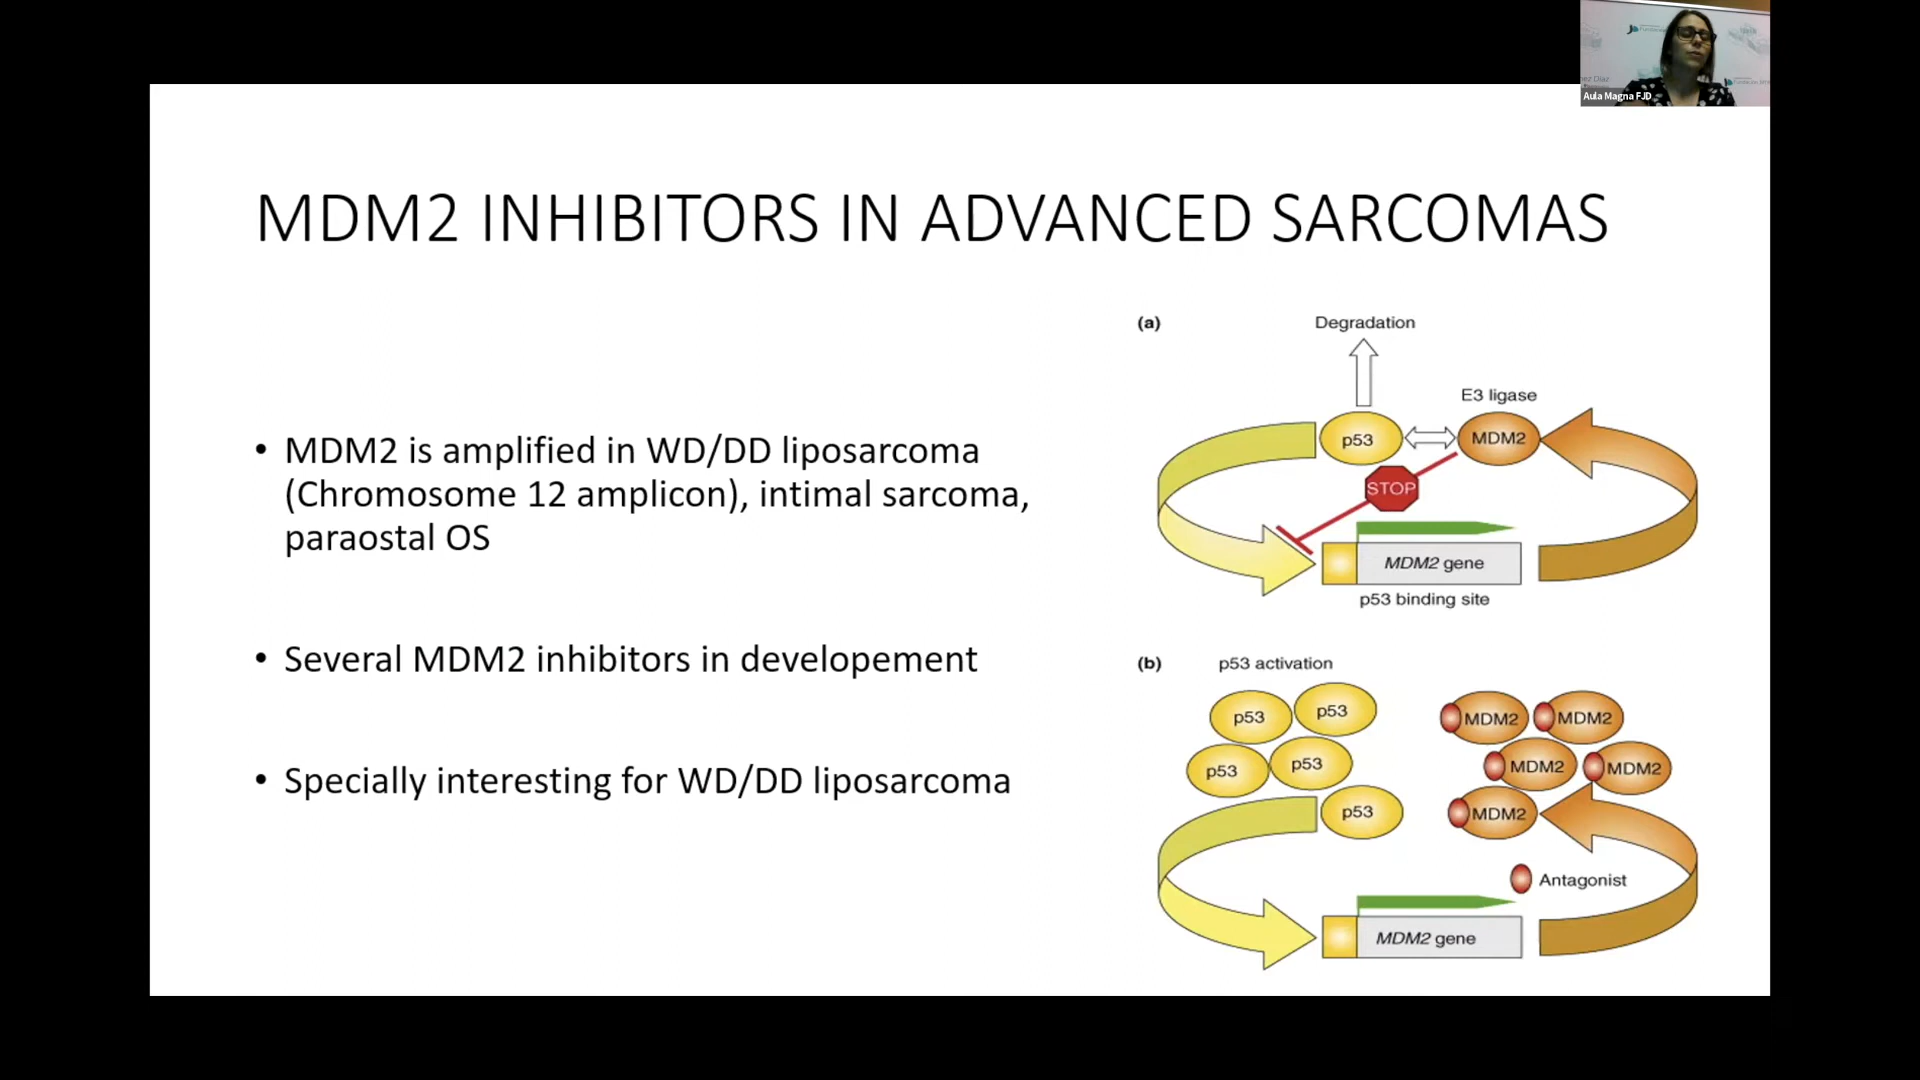 Aula Magna FJD
MDM2 INHIBITORS IN ADVANCED SARCOMAS
• MDM2 is amplified in WD/DD liposarcoma
(Chromosome 12 amplicon), intimal sarcoma,
paraostal OS
• Several MDM2 inhibitors in developement
• Specially interesting for WD/DD liposarcoma
(a)
Degradation
E3 ligase
p53
MDM2
STOP
MDM2 gene
p53 binding site
(b)
p53 activation
p53
p53
MDM2
MDM2
p53
p53
MDM2
MDM2
p53
MDM2
Antagonist
MDM2 gene